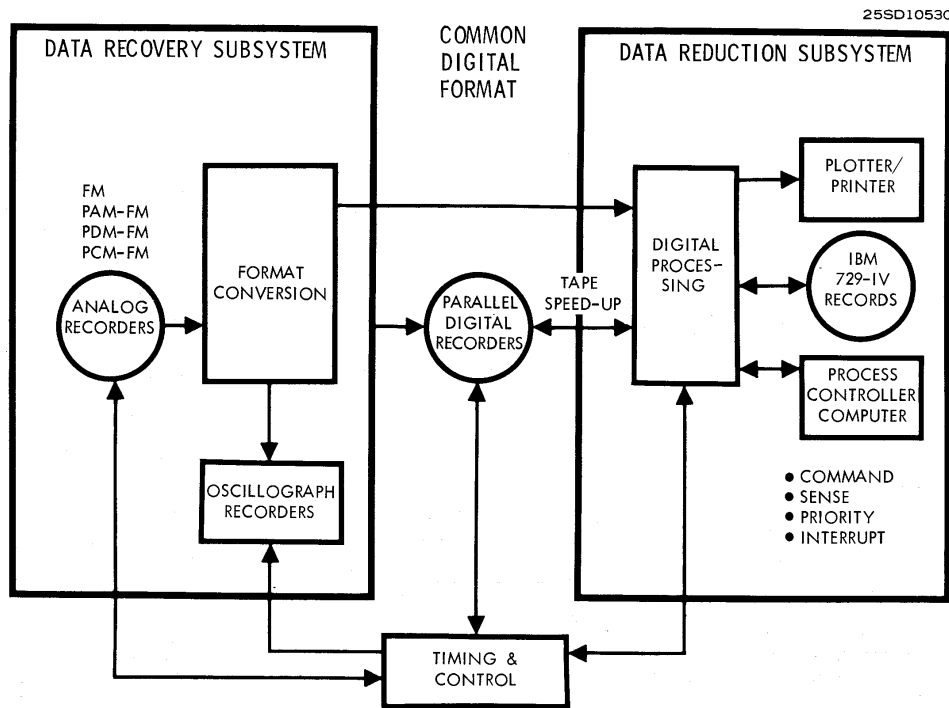 25SD10530
DATA RECOVERY SUBSYSTEM
COMMON
DIGITAL
FORMAT
DATA REDUCTION SUBSYSTEM
FM
PAM-FM
PDM-FM
PCM-FM
ANALOG
RECORDERS
FORMAT
CONVERSION
OSCILLOGRAPH
RECORDERS
PARALLEL
DIGITAL
RECORDERS
TAPE
SPEED-UP
DIGITAL
PROCES-
SING
PLOTTER/
PRINTER
IBM
729-IV
RECORDS
PROCESS
CONTROLLER
COMPUTER
● COMMAND
● SENSE
● PRIORITY
● INTERRUPT
TIMING &
CONTROL